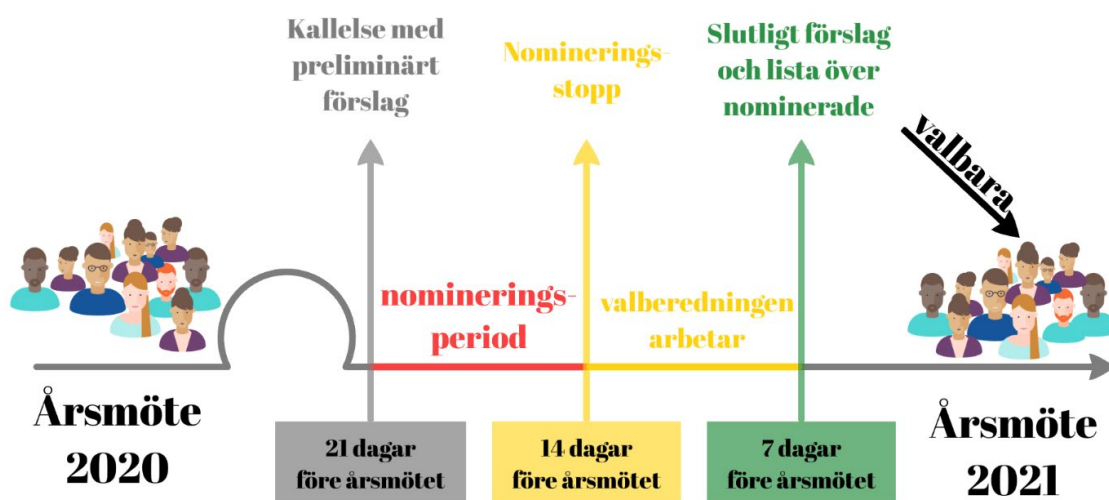 Kallelse med
preliminärt
förslag
Nominerings-
stopp
Slutligt förslag
och lista över
nominerade
valbara
nominerings-
period
valberedningen
arbetar
Årsmöte
2020
21 dagar
före årsmötet
14 dagar
före årsmötet
7 dagar
före årsmötet
Årsmöte
2021